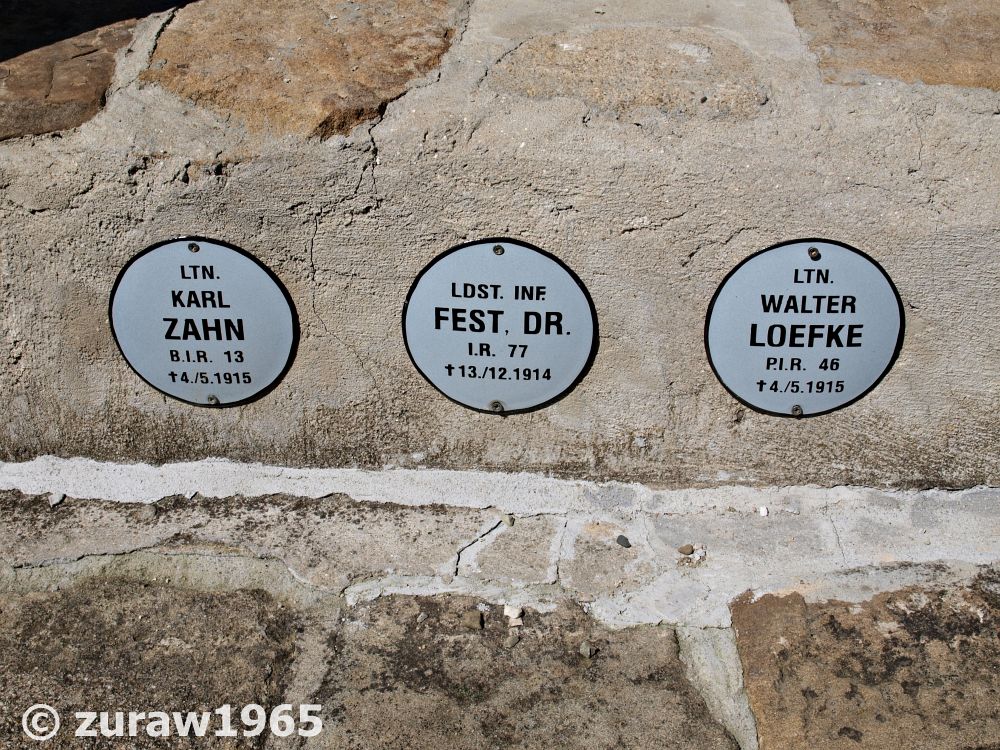 LTN.
KARL
ZAHN
B.I.R. 13
✝4./5.1915
LDST. INF.
FEST, DR.
I.R. 77
✝13./12.1914
LTN.
WALTER
LOEFKE
P.I.R. 46
✝4./5.1915
© zuraw1965